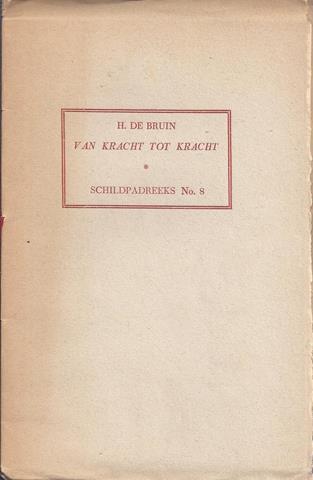 H. DE BRUIN
VAN KRACHT TOT KRACHT
*
SCHILDPADREEKS No. 8